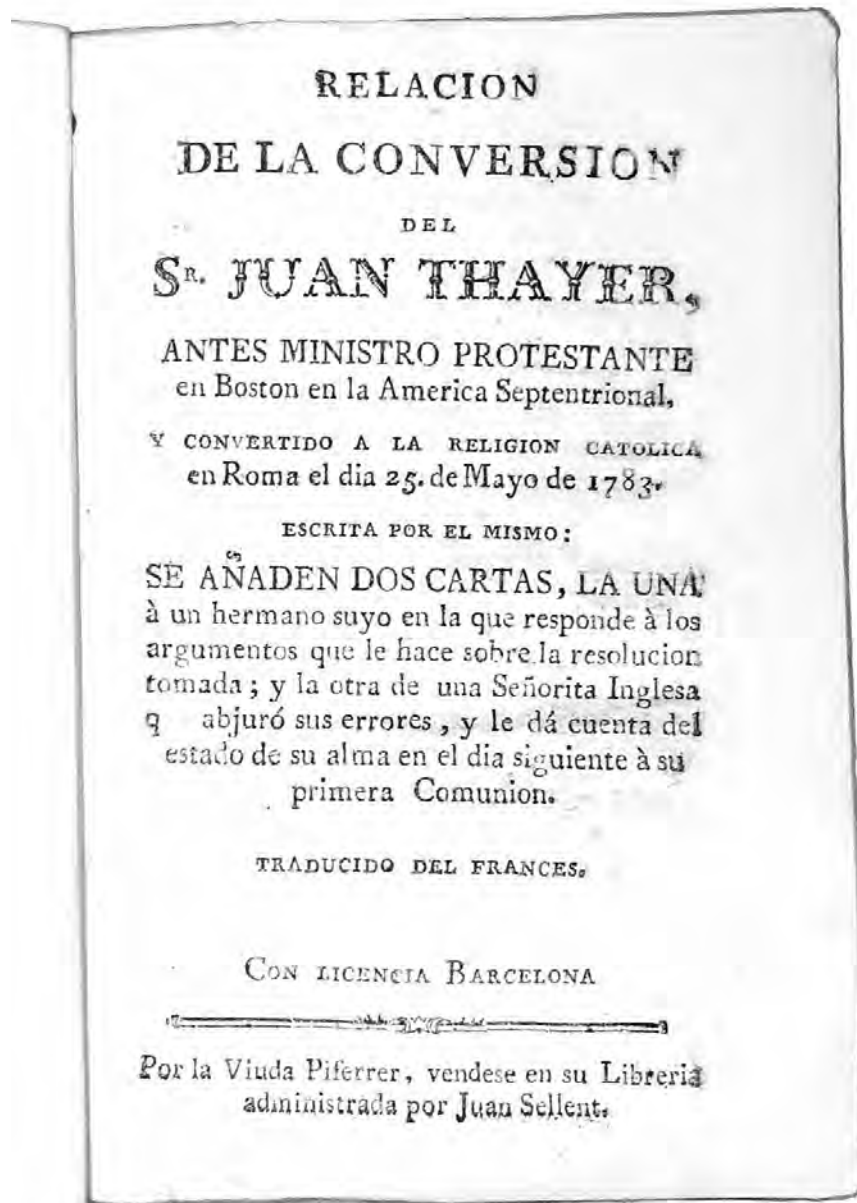 RELACION
DE LA CONVERSION
DEL
SR. JUAN THAYER,
ANTES MINISTRO PROTESTANTE
en Boston en la America Septentrional,
Y CONVERTIDO A LA RELIGION CATOLICA
en Roma el dia 25. de Mayo de 1783.
ESCRITA POR EL MISMO:
SE AÑADEN DOS CARTAS, LA UNA
à un hermano suyo en la que responde à los
argumentos que le hace sobre la resolucion
tomada; y la otra de una Señorita Inglesa
q abjuró sus errores, y le dá cuenta del
estado de su alma en el dia siguiente à su
primera Comunion.
TRADUCIDO DEL FRANCES.
CON LICENCIA BARCELONA
Por la Viuda Piferrer, vendese en su Libreria
administrada por Juan Sellent.